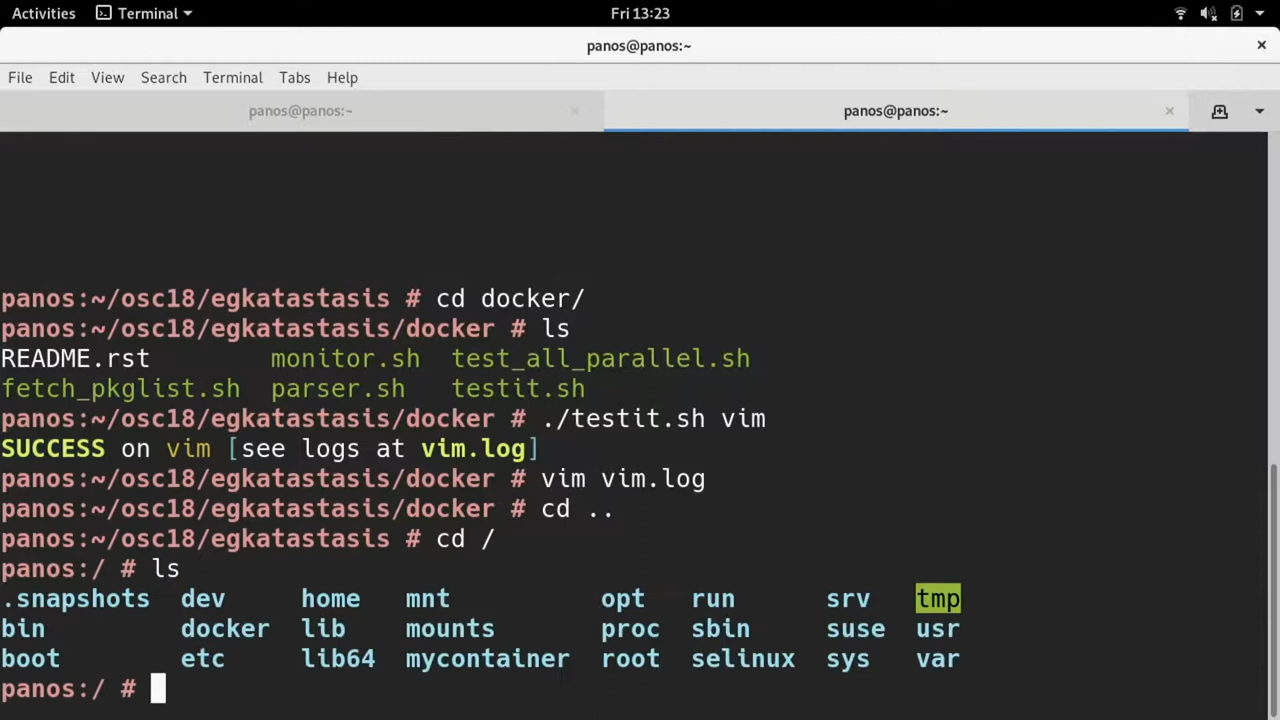 Activities Terminal Fri 13:23
panos@panos:~
File Edit View Search Terminal Tabs Help
panos@panos:~ panos@panos:~
panos:~/osc18/egkatastasis # cd docker/
panos:~/osc18/egkatastasis/docker # ls
README.rst monitor.sh test_all_parallel.sh
fetch_pkglist.sh parser.sh testit.sh
panos:~/osc18/egkatastasis/docker # ./testit.sh vim
SUCCESS on vim [see logs at vim.log]
panos:~/osc18/egkatastasis/docker # vim vim.log
panos:~/osc18/egkatastasis/docker # cd ..
panos:~/osc18/egkatastasis # cd /
panos:/ # ls
.snapshots dev home mnt opt run srv tmp
bin docker lib mounts proc sbin suse usr
boot etc lib64 mycontainer root selinux sys var
panos:/ #